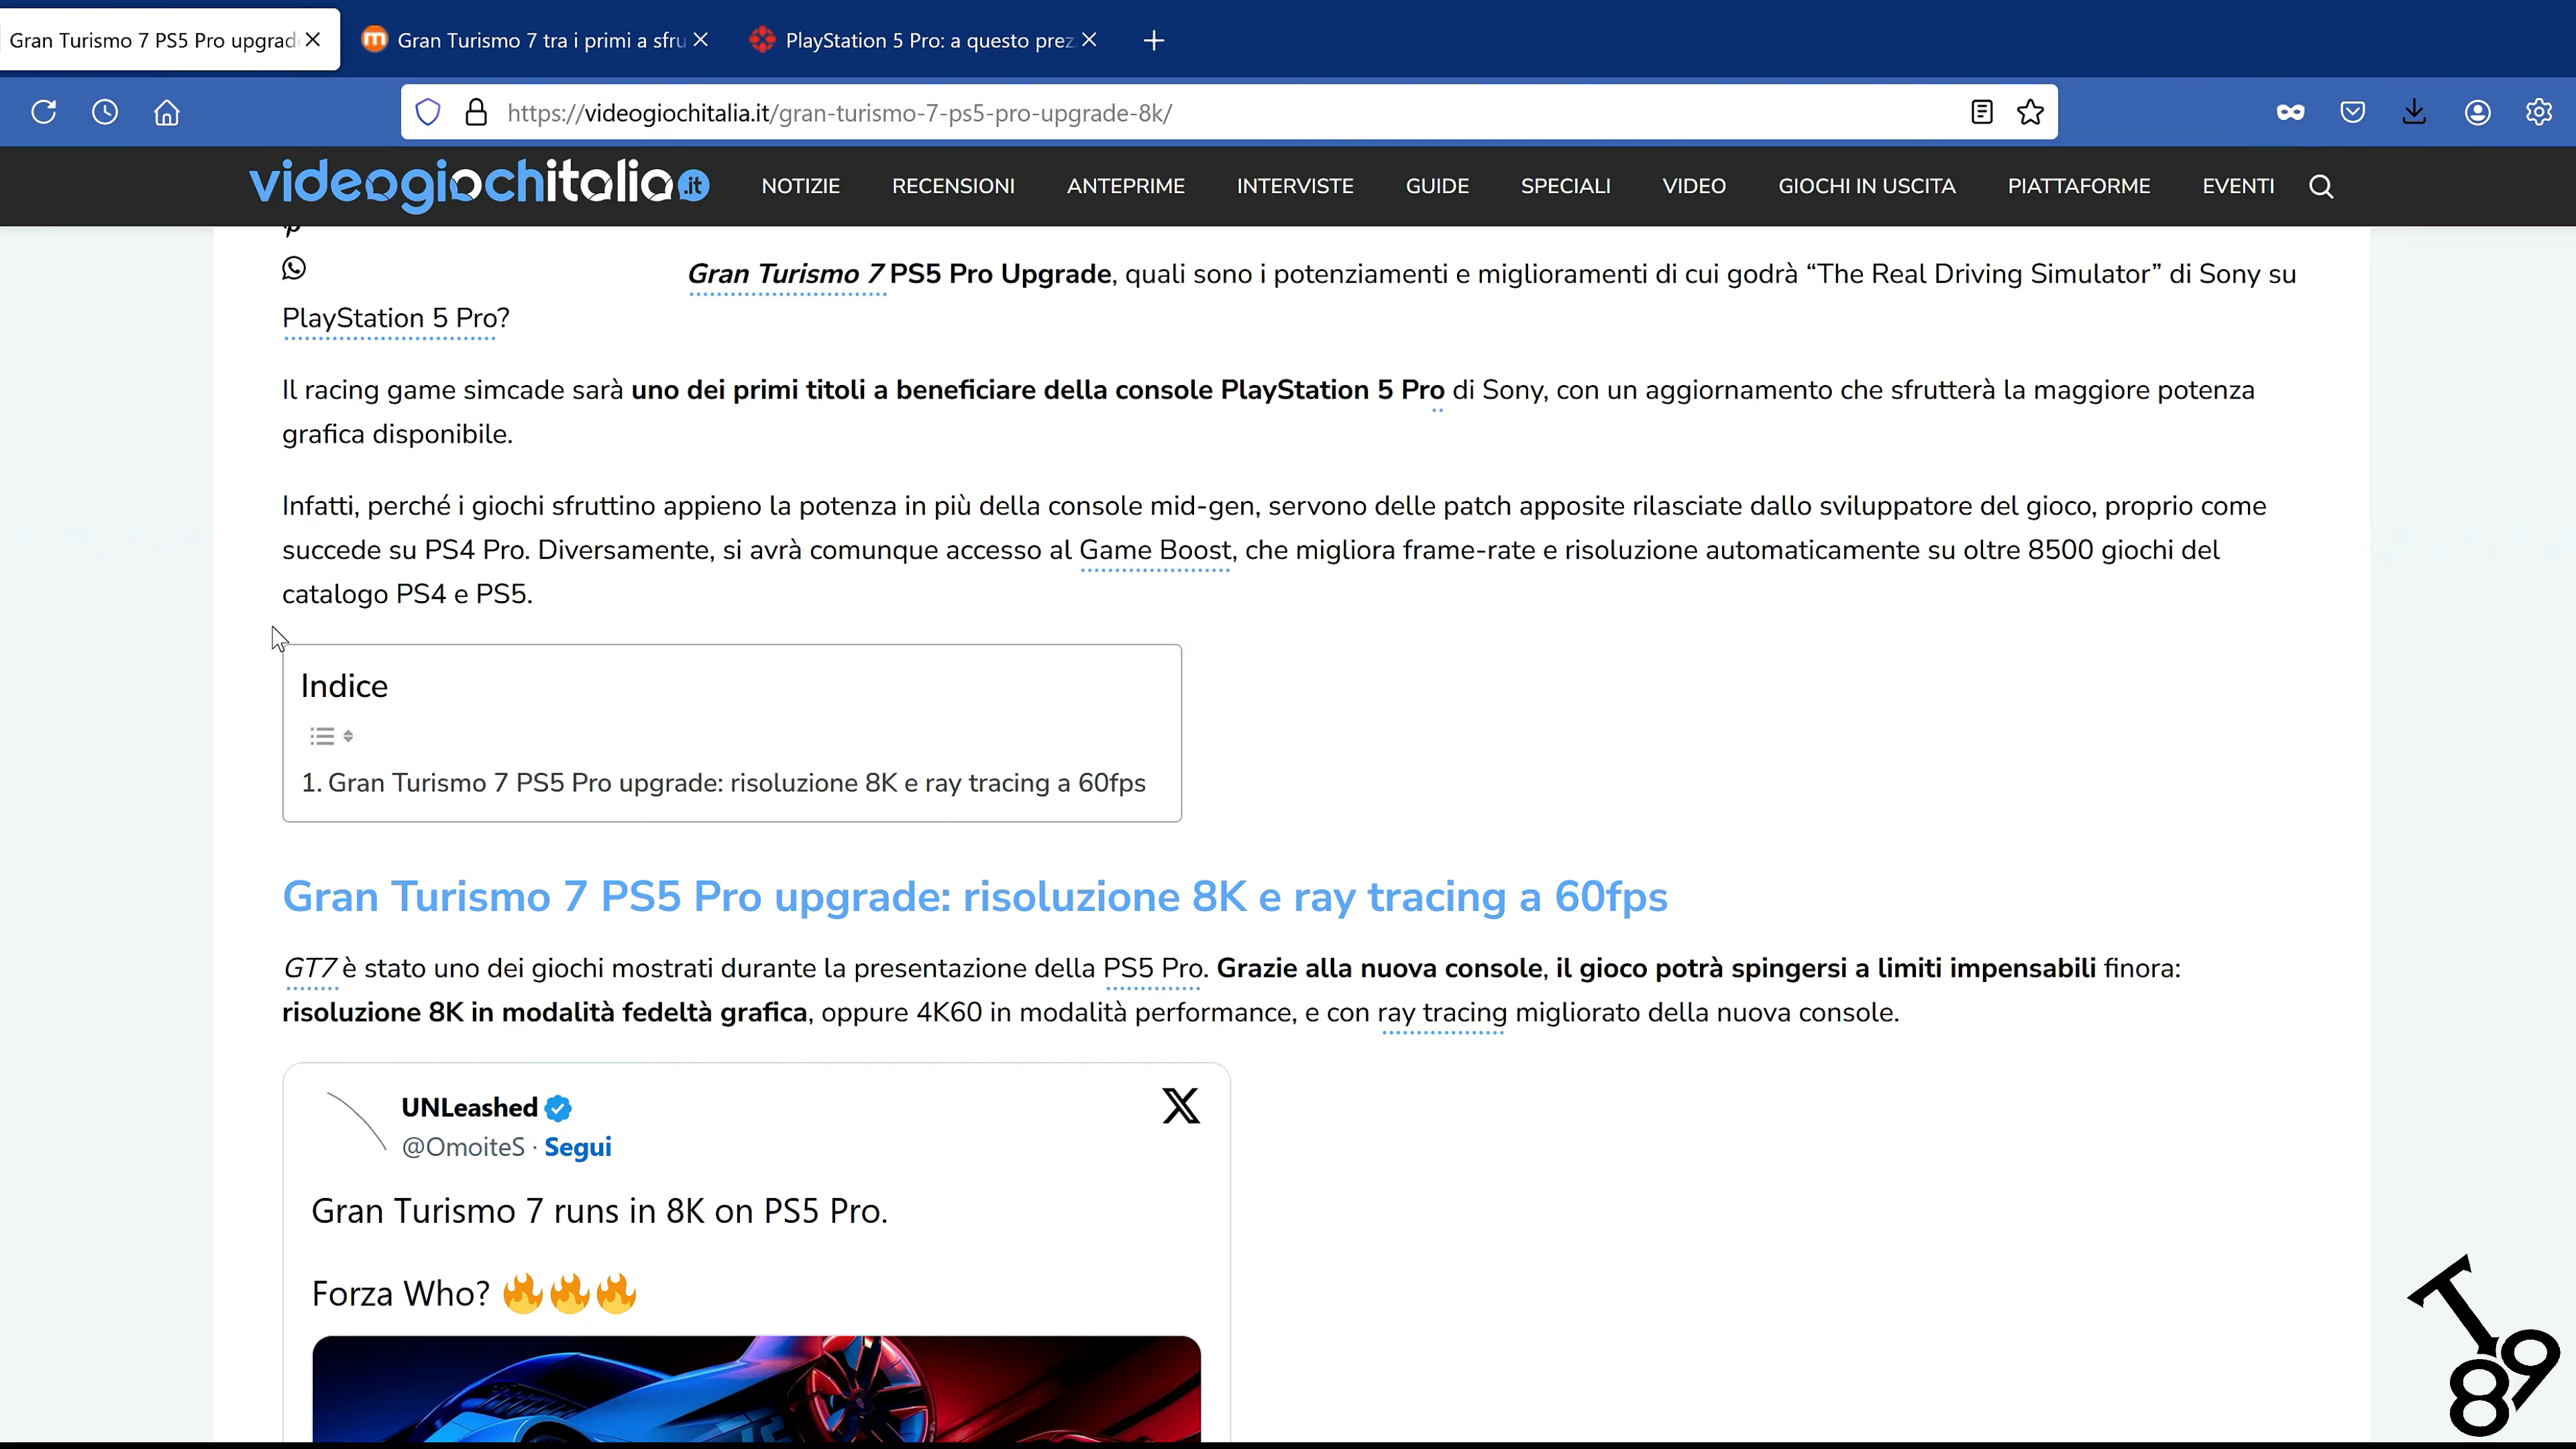 Gran Turismo 7 PS5 Pro upgrad
Gran Turismo 7 tra i primi a sfru
PlayStation 5 Pro: a questo prez
https://videogiochitalia.it/gran-turismo-7-ps5-pro-upgrade-8k/
videogiochitalia.it
NOTIZIE
RECENSIONI
ANTEPRIME
INTERVISTE
GUIDE
SPECIALI
VIDEO
GIOCHI IN USCITA
PIATTAFORME
EVENTI
Gran Turismo 7 PS5 Pro Upgrade, quali sono i potenziamenti e miglioramenti di cui godrà “The Real Driving Simulator” di Sony su
PlayStation 5 Pro?
Il racing game simcade sarà uno dei primi titoli a beneficiare della console PlayStation 5 Pro di Sony, con un aggiornamento che sfrutterà la maggiore potenza
grafica disponibile.
Infatti, perché i giochi sfruttino appieno la potenza in più della console mid-gen, servono delle patch apposite rilasciate dallo sviluppatore del gioco, proprio come
succede su PS4 Pro. Diversamente, si avrà comunque accesso al Game Boost, che migliora frame-rate e risoluzione automaticamente su oltre 8500 giochi del
catalogo PS4 e PS5.
Indice
1. Gran Turismo 7 PS5 Pro upgrade: risoluzione 8K e ray tracing a 60fps
Gran Turismo 7 PS5 Pro upgrade: risoluzione 8K e ray tracing a 60fps
GT7 è stato uno dei giochi mostrati durante la presentazione della PS5 Pro. Grazie alla nuova console, il gioco potrà spingersi a limiti impensabili finora:
risoluzione 8K in modalità fedeltà grafica, oppure 4K60 in modalità performance, e con ray tracing migliorato della nuova console.
UNLeashed
@OmoiteS · Segui
Gran Turismo 7 runs in 8K on PS5 Pro.
Forza Who? 🔥🔥🔥
T89